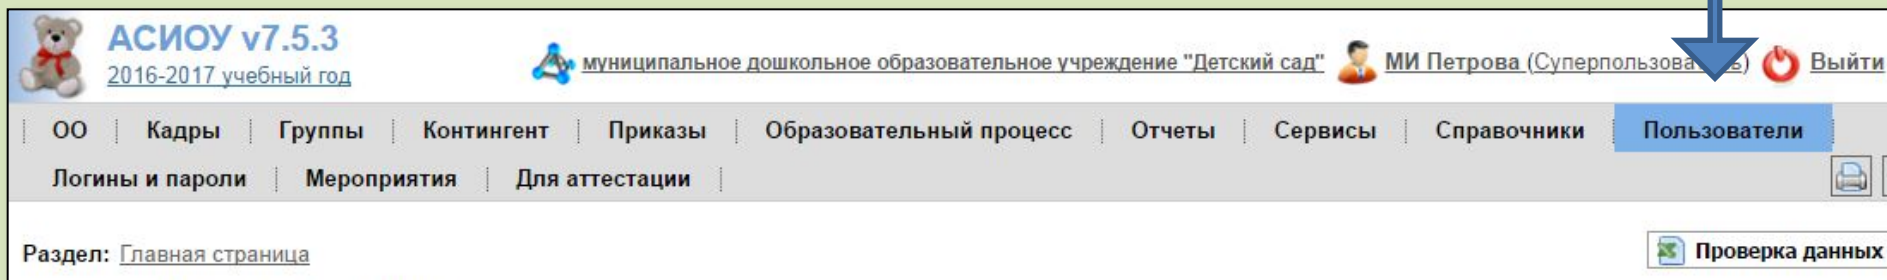 АСИОУ v7.5.3
2016-2017 учебный год
муниципальное дошкольное образовательное учреждение "Детский сад" МИ Петрова (Суперпользова ь) Выйти
ОО Кадры Группы Контингент Приказы Образовательный процесс Отчеты Сервисы Справочники Пользователи
Логины и пароли Мероприятия Для аттестации
Раздел: Главная страница
Проверка данных